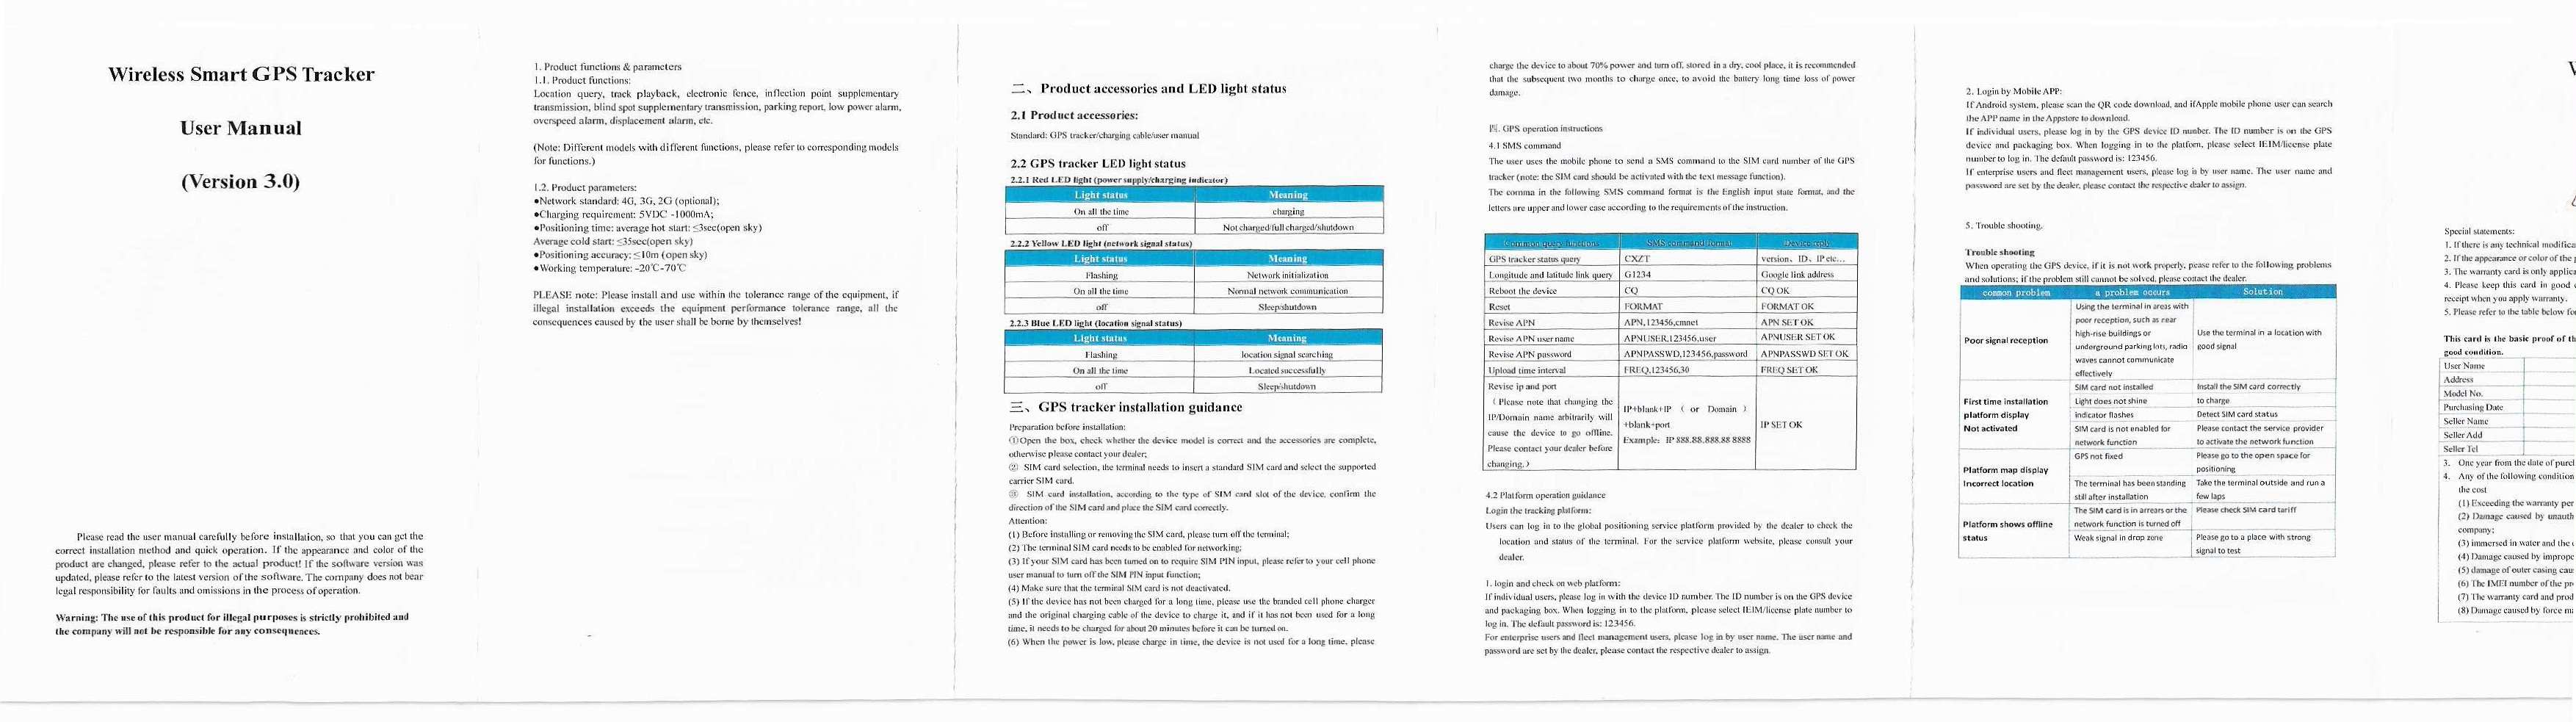 Wireless Smart GPS Tracker
User Manual
(Version 3.0)
Please read the user manual carefully before installation, so that you can get the
correct installation method and quick operation. If the appearance and color of the
product are changed, please refer to the actual product! If the software version was
updated, please refer to the latest version of the software. The company does not bear
legal responsibility for faults and omissions in the process of operation.
Warning: The use of this product for illegal purposes is strictly prohibited and
the company will not be responsible for any consequences.
1. Product functions & parameters
1.1. Product functions:
Location query, track playback, electronic fence, inflection point supplementary
transmission, blind spot supplementary transmission, parking report, low power alarm,
overspeed alarm, displacement alarm, etc.
(Note: Different models with different functions, please refer to corresponding models
for functions.)
1.2. Product parameters:
●Network standard: 4G, 3G, 2G (optional);
●Charging requirement: 5VDC -1000mA;
●Positioning time: average hot start: ≤3sec(open sky)
Average cold start: ≤35sec(open sky)
●Positioning accuracy: ≤10m (open sky)
●Working temperature: -20℃-70℃
PLEASE note: Please install and use within the tolerance range of the equipment, if
illegal installation exceeds the equipment performance tolerance range, all the
consequences caused by the user shall be borne by themselves!
二、Product accessories and LED light status
2.1 Product accessories:
Standard: GPS tracker/charging cable/user manual
2.2 GPS tracker LED light status
2.2.1 Red LED light (power supply/charging indicator)
Light status Meaning
On all the time charging
off Not charged/full charged/shutdown
2.2.2 Yellow LED light (network signal status)
Light status Meaning
Flashing Network initialization
On all the time Normal network communication
off Sleep/shutdown
2.2.3 Blue LED light (location signal status)
Light status Meaning
Flashing location signal searching
On all the time Located successfully
off Sleep/shutdown
三、GPS tracker installation guidance
Preparation before installation:
①Open the box, check whether the device model is correct and the accessories are complete,
otherwise please contact your dealer;
② SIM card selection, the terminal needs to insert a standard SIM card and select the supported
carrier SIM card.
③ SIM card installation, according to the type of SIM card slot of the device, confirm the
direction of the SIM card and place the SIM card correctly.
Attention:
(1) Before installing or removing the SIM card, please turn off the terminal;
(2) The terminal SIM card needs to be enabled for networking;
(3) If your SIM card has been turned on to require SIM PIN input, please refer to your cell phone
user manual to turn off the SIM PIN input function;
(4) Make sure that the terminal SIM card is not deactivated.
(5) If the device has not been charged for a long time, please use the branded cell phone charger
and the original charging cable of the device to charge it, and if it has not been used for a long
time, it needs to be charged for about 20 minutes before it can be turned on.
(6) When the power is low, please charge in time, the device is not used for a long time, please
charge the device to about 70% power and turn off, stored in a dry, cool place, it is recommended
that the subsequent two months to charge once, to avoid the battery long time loss of power
damage.
四. GPS operation instructions
4.1 SMS command
The user uses the mobile phone to send a SMS command to the SIM card number of the GPS
tracker (note: the SIM card should be activated with the text message function).
The comma in the following SMS command format is the English input state format, and the
letters are upper and lower case according to the requirements of the instruction.
Common query functions SMS command format Device reply
GPS tracker status query CXZT version、ID、IP etc...
Longitude and latitude link query G1234 Google link address
Reboot the device CQ CQ OK
Reset FORMAT FORMAT OK
Revise APN APN,123456,cmnet APN SET OK
Revise APN user name APNUSER,123456,user APNUSER SET OK
Revise APN password APNPASSWD,123456,password APNPASSWD SET OK
Upload time interval FREQ,123456,30 FREQ SET OK
Revise ip and port
（Please note that changing the
IP/Domain name arbitrarily will
cause the device to go offline.
Please contact your dealer before
changing.）
IP+blank+IP （ or Domain ）
+blank+port
Example: IP 888.88.888.88 8888
IP SET OK
4.2 Platform operation guidance
Login the tracking platform:
Users can log in to the global positioning service platform provided by the dealer to check the
location and status of the terminal. For the service platform website, please consult your
dealer.
1. login and check on web platform:
If individual users, please log in with the device ID number. The ID number is on the GPS device
and packaging box. When logging in to the platform, please select IEIM/license plate number to
log in. The default password is: 123456.
For enterprise users and fleet management users, please log in by user name. The user name and
password are set by the dealer, please contact the respective dealer to assign.
2. Login by Mobile APP:
If Android system, please scan the QR code download, and ifApple mobile phone user can search
the APP name in the Appstore to download.
If individual users, please log in by the GPS device ID number. The ID number is on the GPS
device and packaging box. When logging in to the platform, please select IEIM/license plate
number to log in. The default password is: 123456.
If enterprise users and fleet management users, please log in by user name. The user name and
password are set by the dealer, please contact the respective dealer to assign.
5. Trouble shooting.
Trouble shooting
When operating the GPS device, if it is not work properly, please refer to the following problems
and solutions; if the problem still cannot be solved, please contact the dealer.
common problem a problem occurs Solution
Poor signal reception
Using the terminal in areas with
poor reception, such as near
high-rise buildings or
underground parking lots, radio
waves cannot communicate
effectively
Use the terminal in a location with
good signal
First time installation
platform display
Not activated
SIM card not installed Install the SIM card correctly
Light does not shine to charge
indicator flashes Detect SIM card status
SIM card is not enabled for
network function
Please contact the service provider
to activate the network function
Platform map display
Incorrect location
GPS not fixed
Please go to the open space for
positioning
The terminal has been standing
still after installation
Take the terminal outside and run a
few laps
Platform shows offline
status
The SIM card is in arrears or the
network function is turned off
Please check SIM card tariff
Weak signal in drop zone
Please go to a place with strong
signal to test
Special statements:
1. If there is any technical modifica
2. If the appearance or color of the
3. The warranty card is only applica
4. Please keep this card in good
receipt when you apply warranty.
5. Please refer to the table below fo
This card is the basic proof of th
good condition.
User Name
Address
Model No.
Purchasing Date
Seller Name
Seller Add
Seller Tel
3. One year from the date of purcl
4. Any of the following condition
the cost
(1) Exceeding the warranty per
(2) Damage caused by unauth
company;
(3) immersed in water and the
(4) Damage caused by imprope
(5) damage of outer casing cau
(6) The IMEI number of the pr
(7) The warranty card and prod
(8) Damage caused by force m